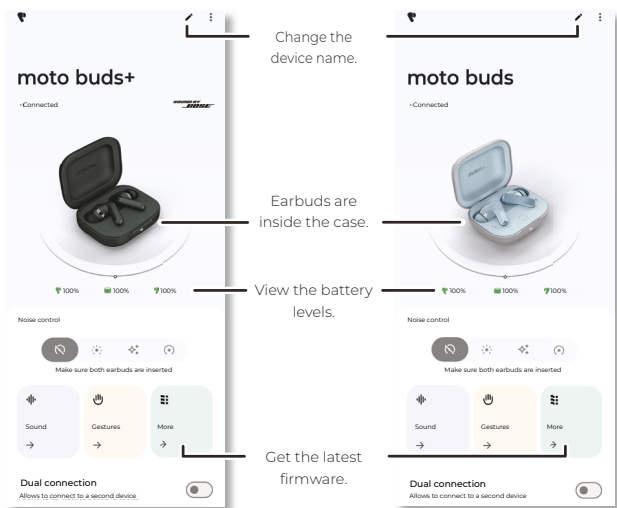 Change the
device name.
moto buds+
Connected
SOUND BY
BOSE
Earbuds are
inside the case.
100%
100%
100%
View the battery
levels.
Noise control
Make sure both earbuds are inserted
Sound
Gestures
More
Get the latest
firmware.
Dual connection
Allows to connect to a second device
moto buds
Connected
100%
100%
100%
Noise control
Make sure both earbuds are inserted
Sound
Gestures
More
Dual connection
Allows to connect to a second device